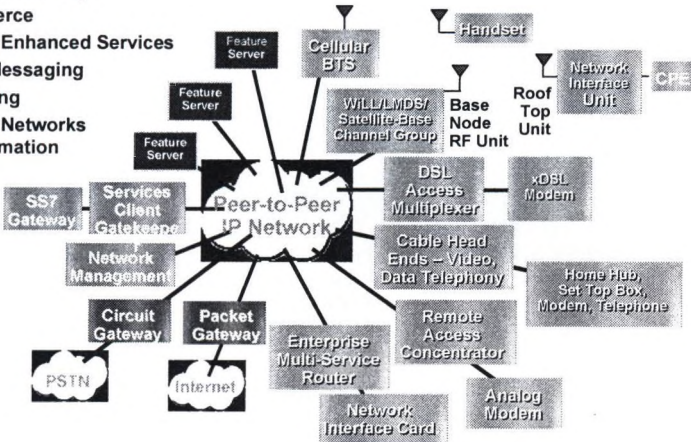 erce
Enhanced Services
essaging
ng
Networks
mation
Feature
Server
Feature
Server
Feature
Server
Cellular
BTS
Handset
WiLL/LMDS/
Satellite-Base
Channel Group
Base
Node
RF Unit
Roof
Top
Unit
Network
Interface
Unit
CPE
Peer-to-Peer
IP Network
DSL
Access
Multiplexer
xDSL
Modem
SS7
Gateway
Services
Client
Gatekeepe
r
Network
Management
Cable Head
Ends – Video,
Data Telephony
Home Hub,
Set Top Box,
Modem, Telephone
Circuit
Gateway
Packet
Gateway
PSTN
Internet
Enterprise
Multi-Service
Router
Network
Interface Card
Remote
Access
Concentrator
Analog
Modem